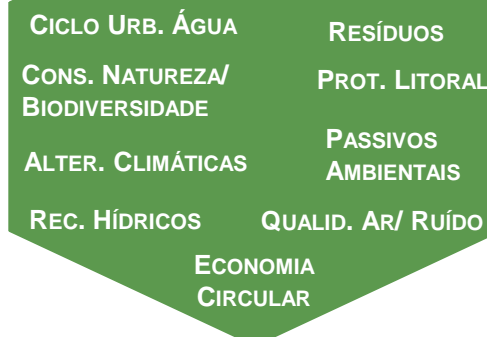 CICLO URB. ÁGUA
RESÍDUOS
CONS. NATUREZA/
BIODIVERSIDADE
PROT. LITORAL
ALTER. CLIMÁTICAS
PASSIVOS
AMBIENTAIS
REC. HÍDRICOS
QUALID. AR/ RUÍDO
ECONOMIA
CIRCULAR